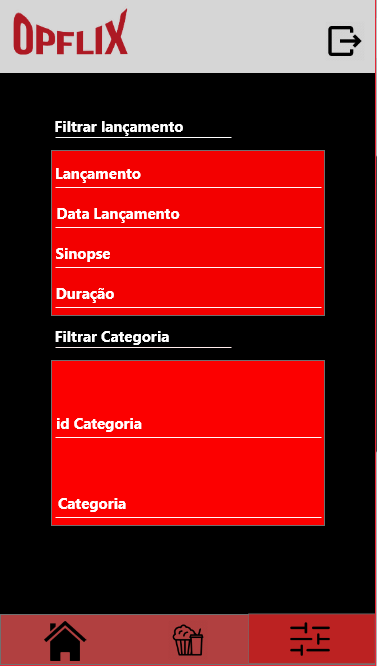 OPFLIX
Filtrar lançamento
Lançamento
Data Lançamento
Sinopse
Duração
Filtrar Categoria
id Categoria
Categoria